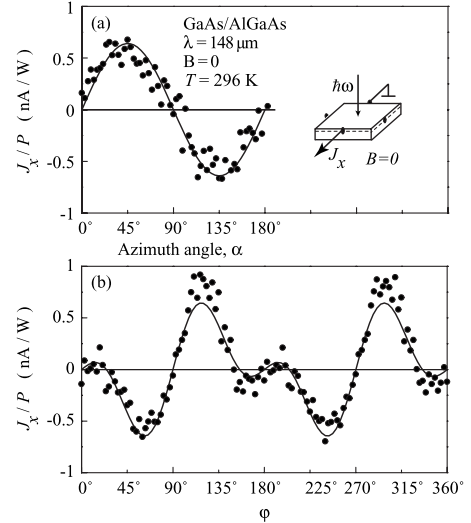 (a)
GaAs/AlGaAs
λ = 148 μm
B = 0
T = 296 K
ħω
J_x
B=0
J_x / P ( nA / W )
1
0.5
0
-0.5
-1
0° 45° 90° 135° 180°
Azimuth angle, α
(b)
J_x / P ( nA / W )
1
0.5
0
-0.5
-1
0° 45° 90° 135° 180° 225° 270° 315° 360°
φ